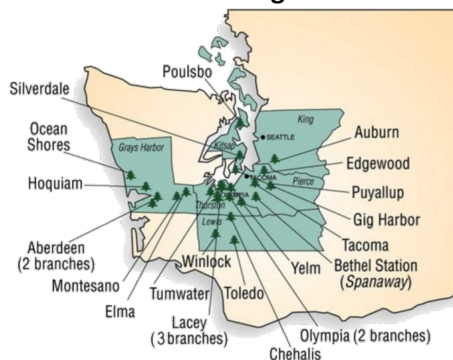 Poulsbo
Silverdale
King
SEATTLE
Auburn
Ocean
Shores
Grays Harbor
Kitsap
Edgewood
Hoquiam
TACOMA
Pierce
Puyallup
Thurston
Gig Harbor
Lewis
Aberdeen
(2 branches)
Tacoma
Winlock
Yelm
Bethel Station
(Spanaway)
Montesano
Tumwater
Toledo
Elma
Lacey
(3 branches)
Olympia (2 branches)
Chehalis